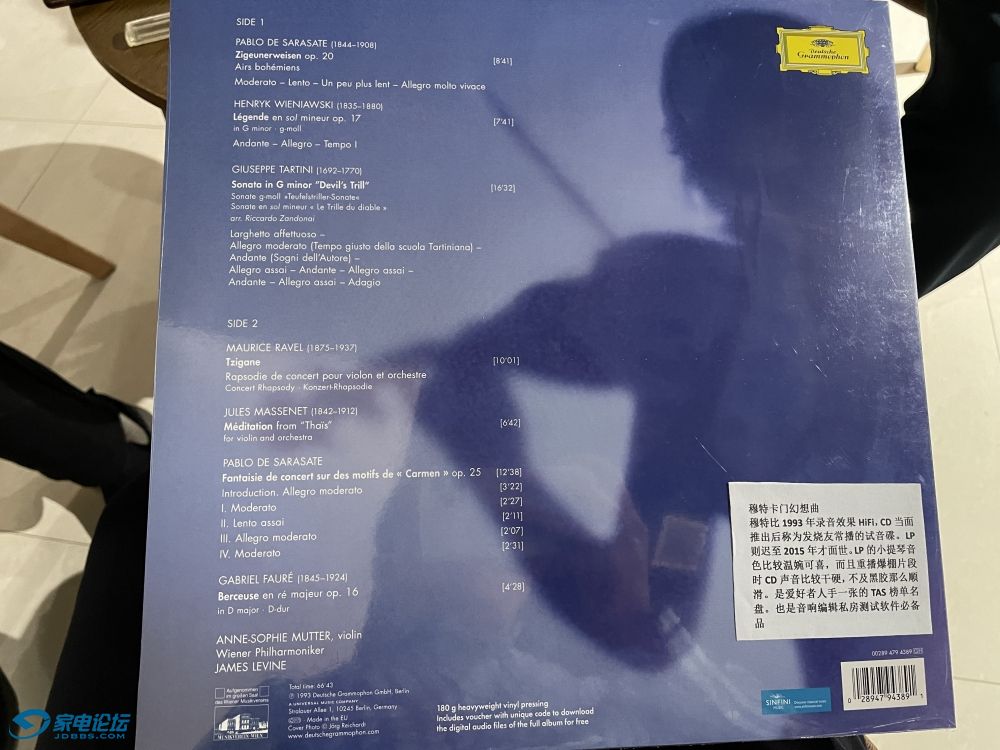 SIDE 1
Deutsche
Grammophon
PABLO DE SARASATE (1844–1908)
Zigeunerweisen op. 20 [8'41]
Airs bohémiens
Moderato – Lento – Un peu plus lent – Allegro molto vivace
HENRYK WIENIAWSKI (1835–1880)
Légende en sol mineur op. 17 [7'41]
in G minor · g-moll
Andante – Allegro – Tempo I
GIUSEPPE TARTINI (1692–1770)
Sonata in G minor "Devil's Trill" [16'32]
Sonate g-moll »Teufelstriller-Sonate«
Sonate en sol mineur « Le Trille du diable »
arr. Riccardo Zandonai
Larghetto affettuoso –
Allegro moderato (Tempo giusto della scuola Tartiniana) –
Andante (Sogni dell'Autore) –
Allegro assai – Andante – Allegro assai –
Andante – Allegro assai – Adagio
SIDE 2
MAURICE RAVEL (1875–1937)
Tzigane [10'01]
Rapsodie de concert pour violon et orchestre
Concert Rhapsody · Konzert-Rhapsodie
JULES MASSENET (1842–1912)
Méditation from "Thaïs" [6'42]
for violin and orchestra
PABLO DE SARASATE
Fantaisie de concert sur des motifs de « Carmen » op. 25 [12'38]
Introduction. Allegro moderato [3'22]
I. Moderato [2'27]
II. Lento assai [2'11]
III. Allegro moderato [2'07]
IV. Moderato [2'31]
GABRIEL FAURÉ (1845–1924)
Berceuse en ré majeur op. 16 [4'28]
in D major · D-dur
ANNE-SOPHIE MUTTER, violin
Wiener Philharmoniker
JAMES LEVINE
穆特卡门幻想曲
穆特比 1993 年录音效果 HiFi, CD 当面
推出后称为发烧友常播的试音碟。LP
则迟至 2015 年才面世。LP 的小提琴音
色比较温婉可喜，而且重播爆棚片段
时 CD 声音比较干硬，不及黑胶那么顺
滑。是爱好者人手一张的 TAS 榜单名
盘。也是音响编辑私房测试软件必备
品
00289 479 4389 GH
Aufgenommen
im großen Saal
des Wiener Musikvereins
MUSIKVEREIN WIEN
Total time: 66'43
℗ 1993 Deutsche Grammophon GmbH, Berlin
A UNIVERSAL MUSIC COMPANY
Stralauer Allee 1, 10245 Berlin, Germany
Made in the EU
Cover Photo © Jörg Reichardt
www.deutschegrammophon.com
180 g heavyweight vinyl pressing
Includes voucher with unique code to download
the digital audio files of the full album for free
SINFINI
MUSIC
0 28947 94389 1
家电论坛
JDBBS.COM